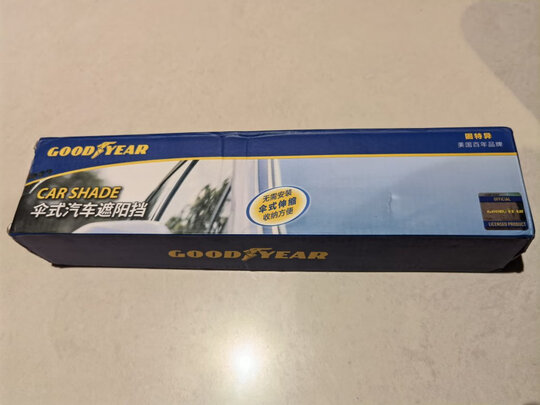 GOODYEAR
固特异
美国百年品牌
CAR SHADE
伞式汽车遮阳挡
无需安装
伞式伸缩
收纳方便
OFFICIAL
GOODYEAR
LICENSED PRODUCT
GOODYEAR